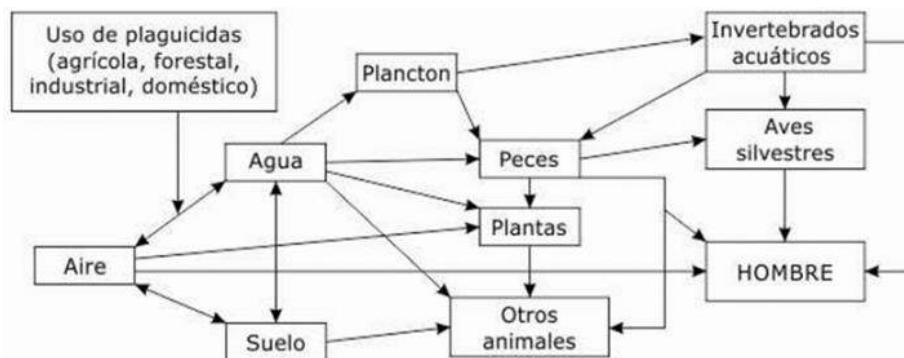 Uso de plaguicidas
(agrícola, forestal,
industrial, doméstico)
Plancton
Invertebrados
acuáticos
Agua
Peces
Aves
silvestres
Plantas
Aire
HOMBRE
Suelo
Otros
animales